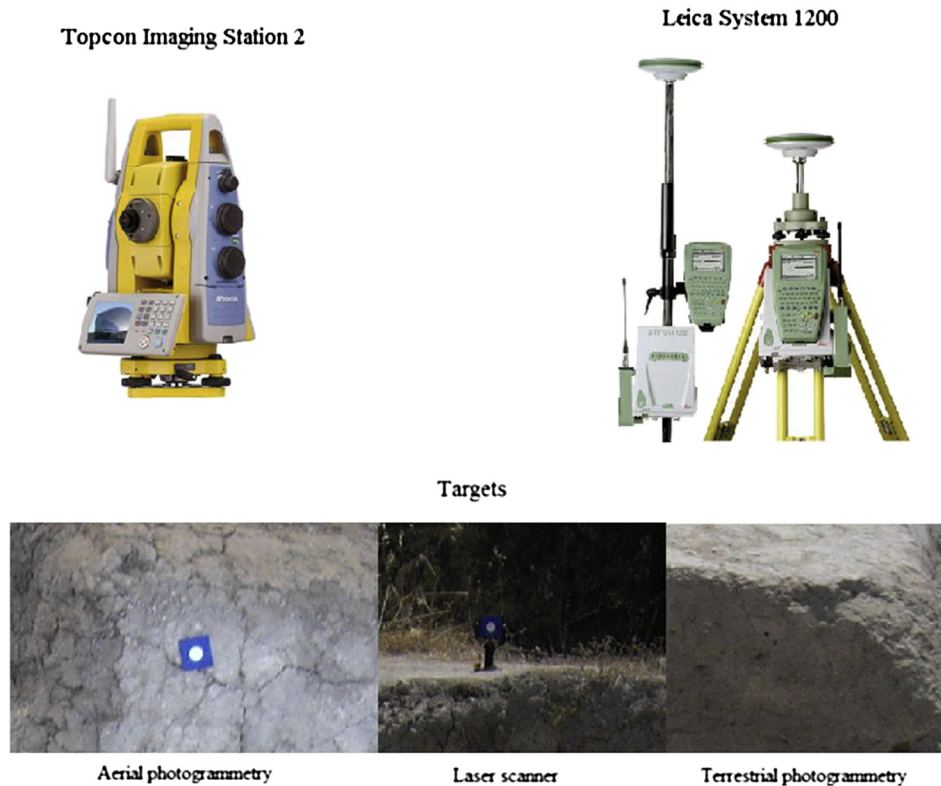 Leica System 1200
Topcon Imaging Station 2
Targets
Aerial photogrammetry
Laser scanner
Terrestrial photogrammetry